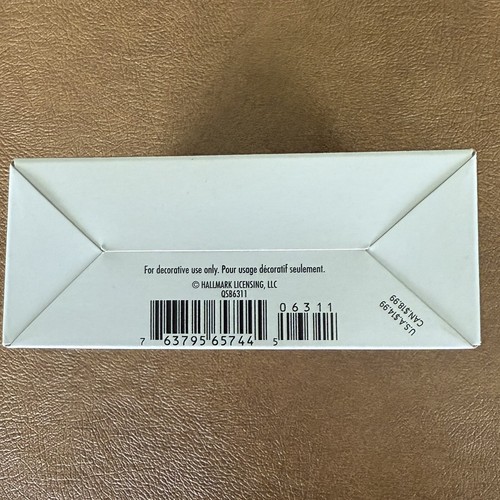 For decorative use only. Pour usage décoratif seulement.
© HALLMARK LICENSING, LLC
QSB6311
06311
7 63795 65744 5
U.S.A. $14.99
CAN $18.99